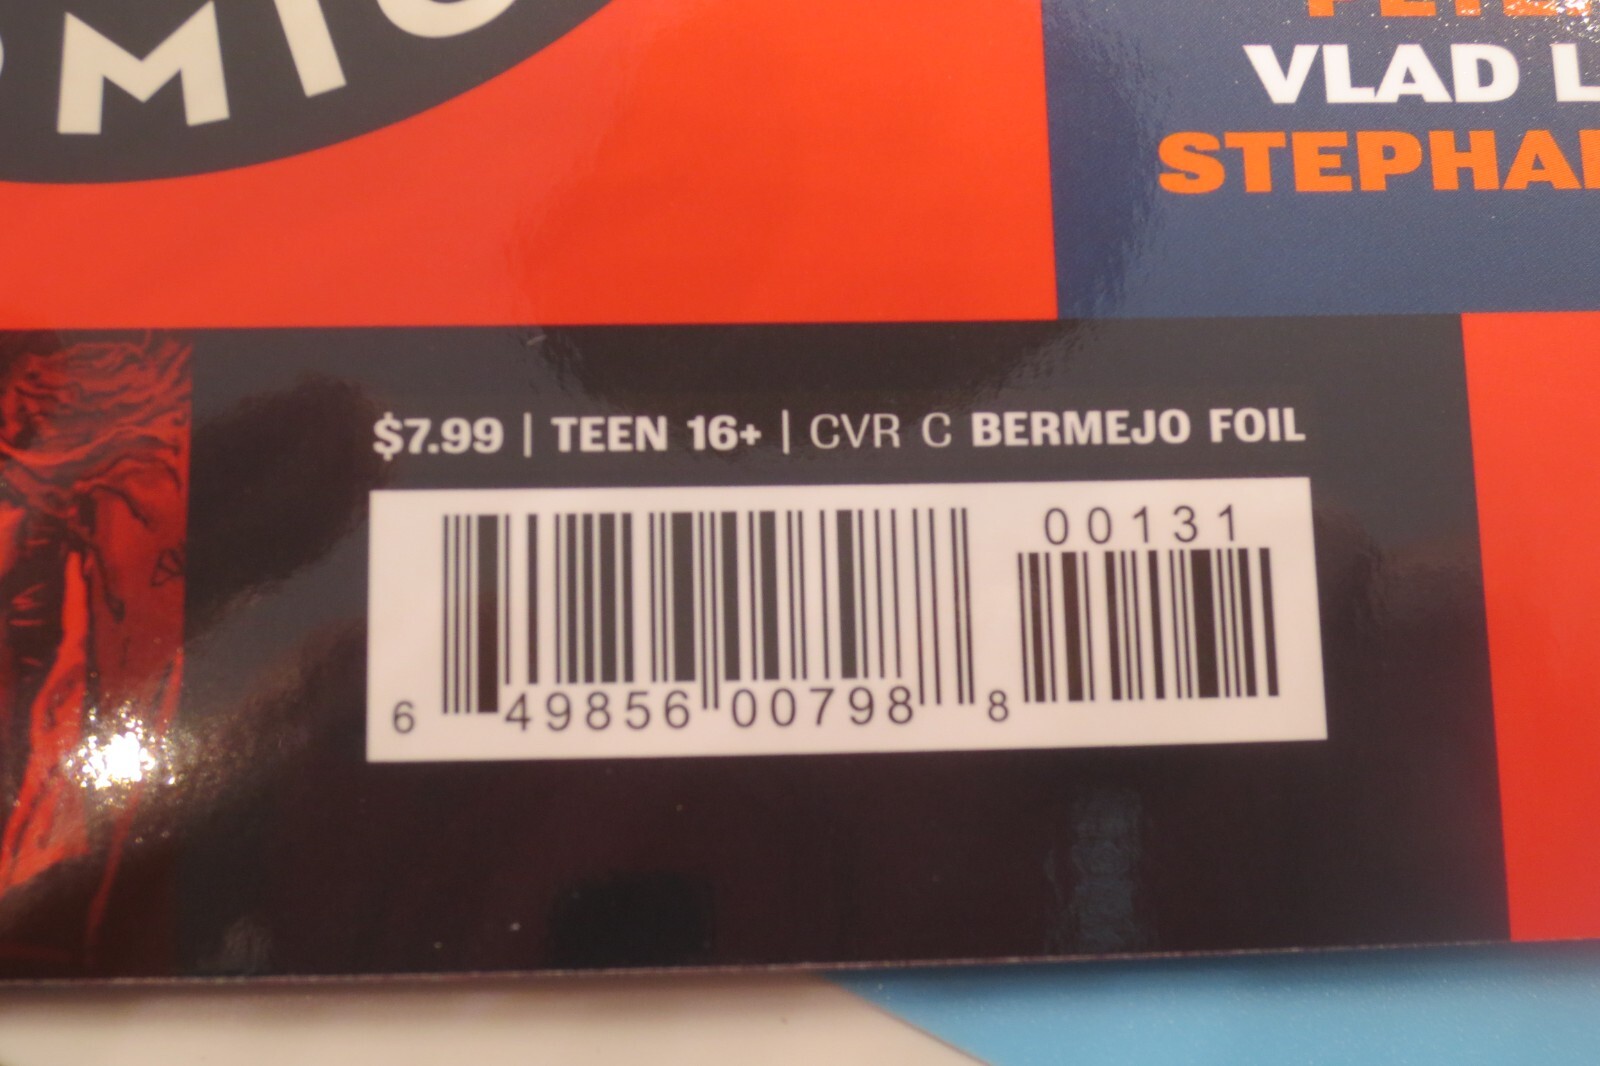 VLAD L
STEPHA
$7.99 | TEEN 16+ | CVR C BERMEJO FOIL
00131
6 49856 00798 8